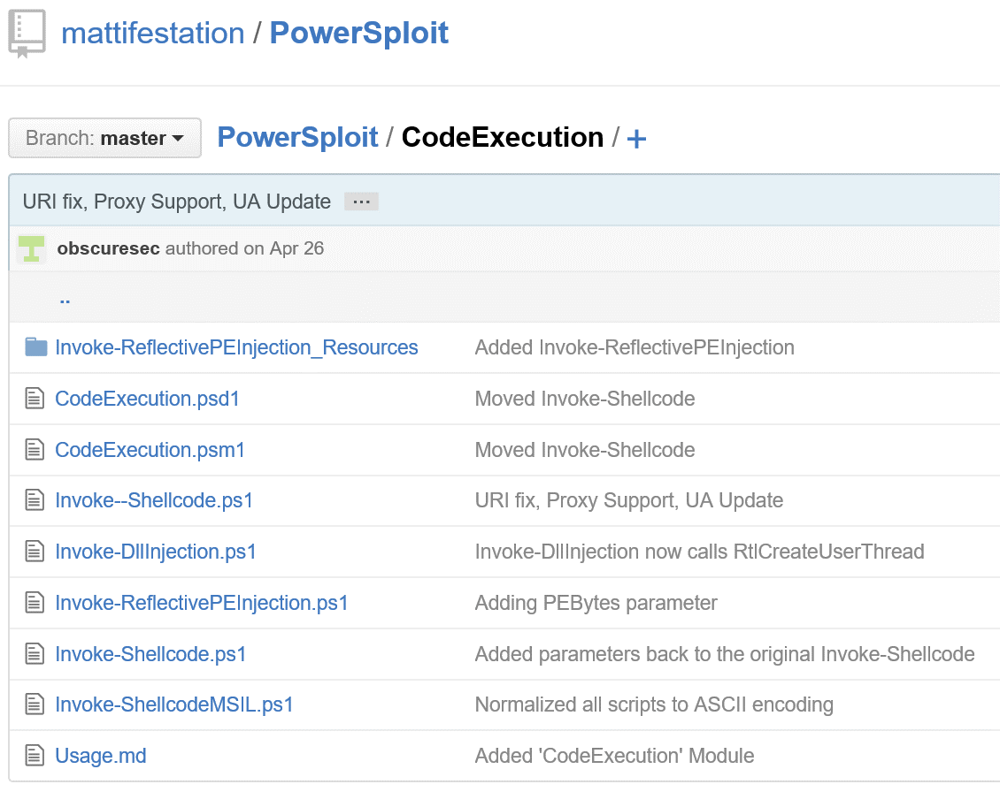 mattifestation / PowerSploit
Branch: master PowerSploit / CodeExecution / +
URI fix, Proxy Support, UA Update ...
obscuresec authored on Apr 26
..
Invoke-ReflectivePEInjection_Resources Added Invoke-ReflectivePEInjection
CodeExecution.psd1 Moved Invoke-Shellcode
CodeExecution.psm1 Moved Invoke-Shellcode
Invoke--Shellcode.ps1 URI fix, Proxy Support, UA Update
Invoke-DllInjection.ps1 Invoke-DllInjection now calls RtlCreateUserThread
Invoke-ReflectivePEInjection.ps1 Adding PEBytes parameter
Invoke-Shellcode.ps1 Added parameters back to the original Invoke-Shellcode
Invoke-ShellcodeMSIL.ps1 Normalized all scripts to ASCII encoding
Usage.md Added 'CodeExecution' Module